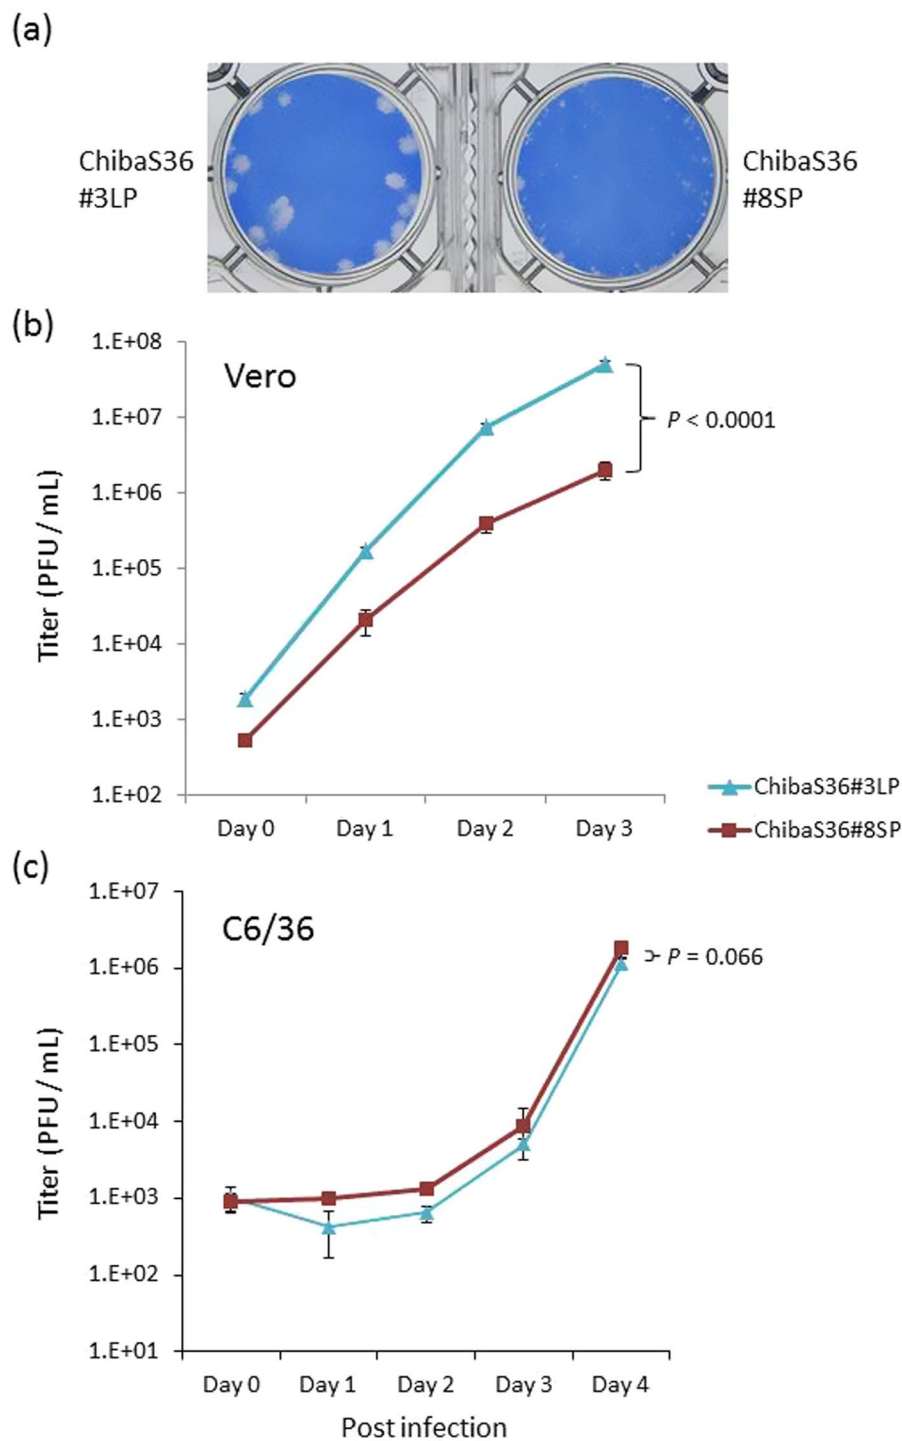 (a)
ChibaS36
#3LP
ChibaS36
#8SP
(b)
1.E+08
1.E+07
1.E+06
1.E+05
1.E+04
1.E+03
1.E+02
Titer (PFU / mL)
Vero
P < 0.0001
Day 0 Day 1 Day 2 Day 3
ChibaS36#3LP
ChibaS36#8SP
(c)
1.E+07
1.E+06
1.E+05
1.E+04
1.E+03
1.E+02
1.E+01
Titer (PFU / mL)
C6/36
P = 0.066
Day 0 Day 1 Day 2 Day 3 Day 4
Post infection